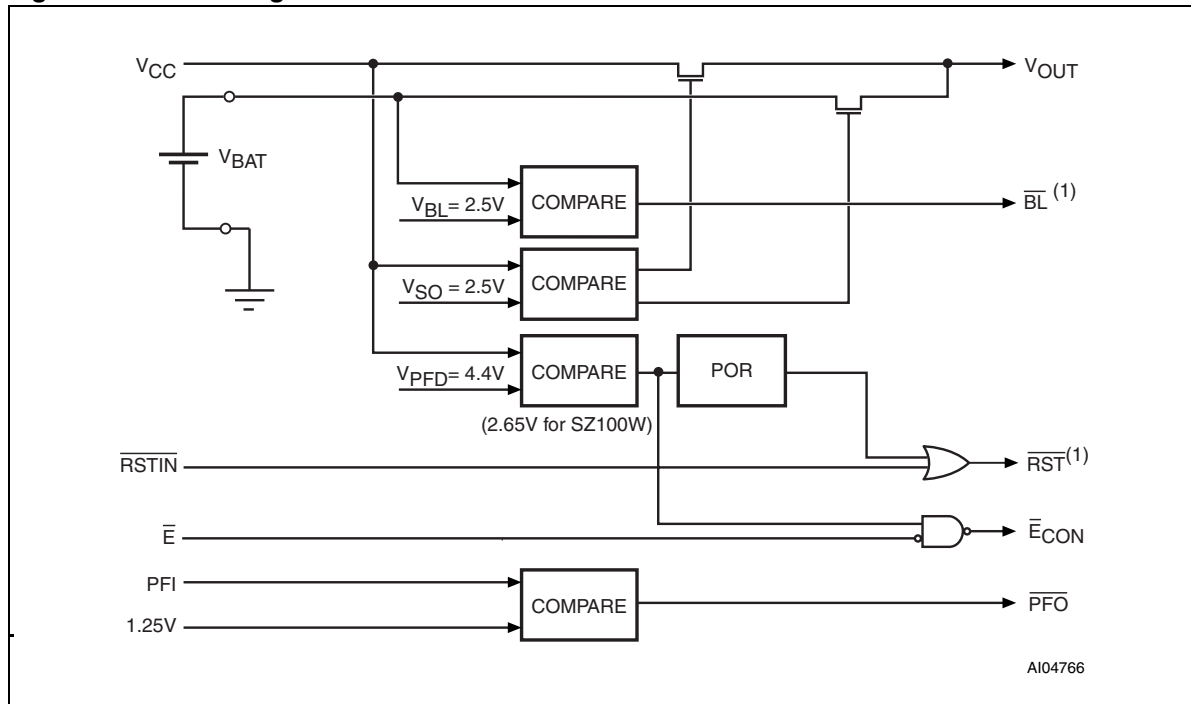 VCC
VOUT
VBAT
COMPARE
VBL= 2.5V
BL (1)
COMPARE
VSO = 2.5V
COMPARE
POR
VPFD= 4.4V
(2.65V for SZ100W)
RSTIN
RST(1)
E
ECON
PFI
COMPARE
PFO
1.25V
AI04766